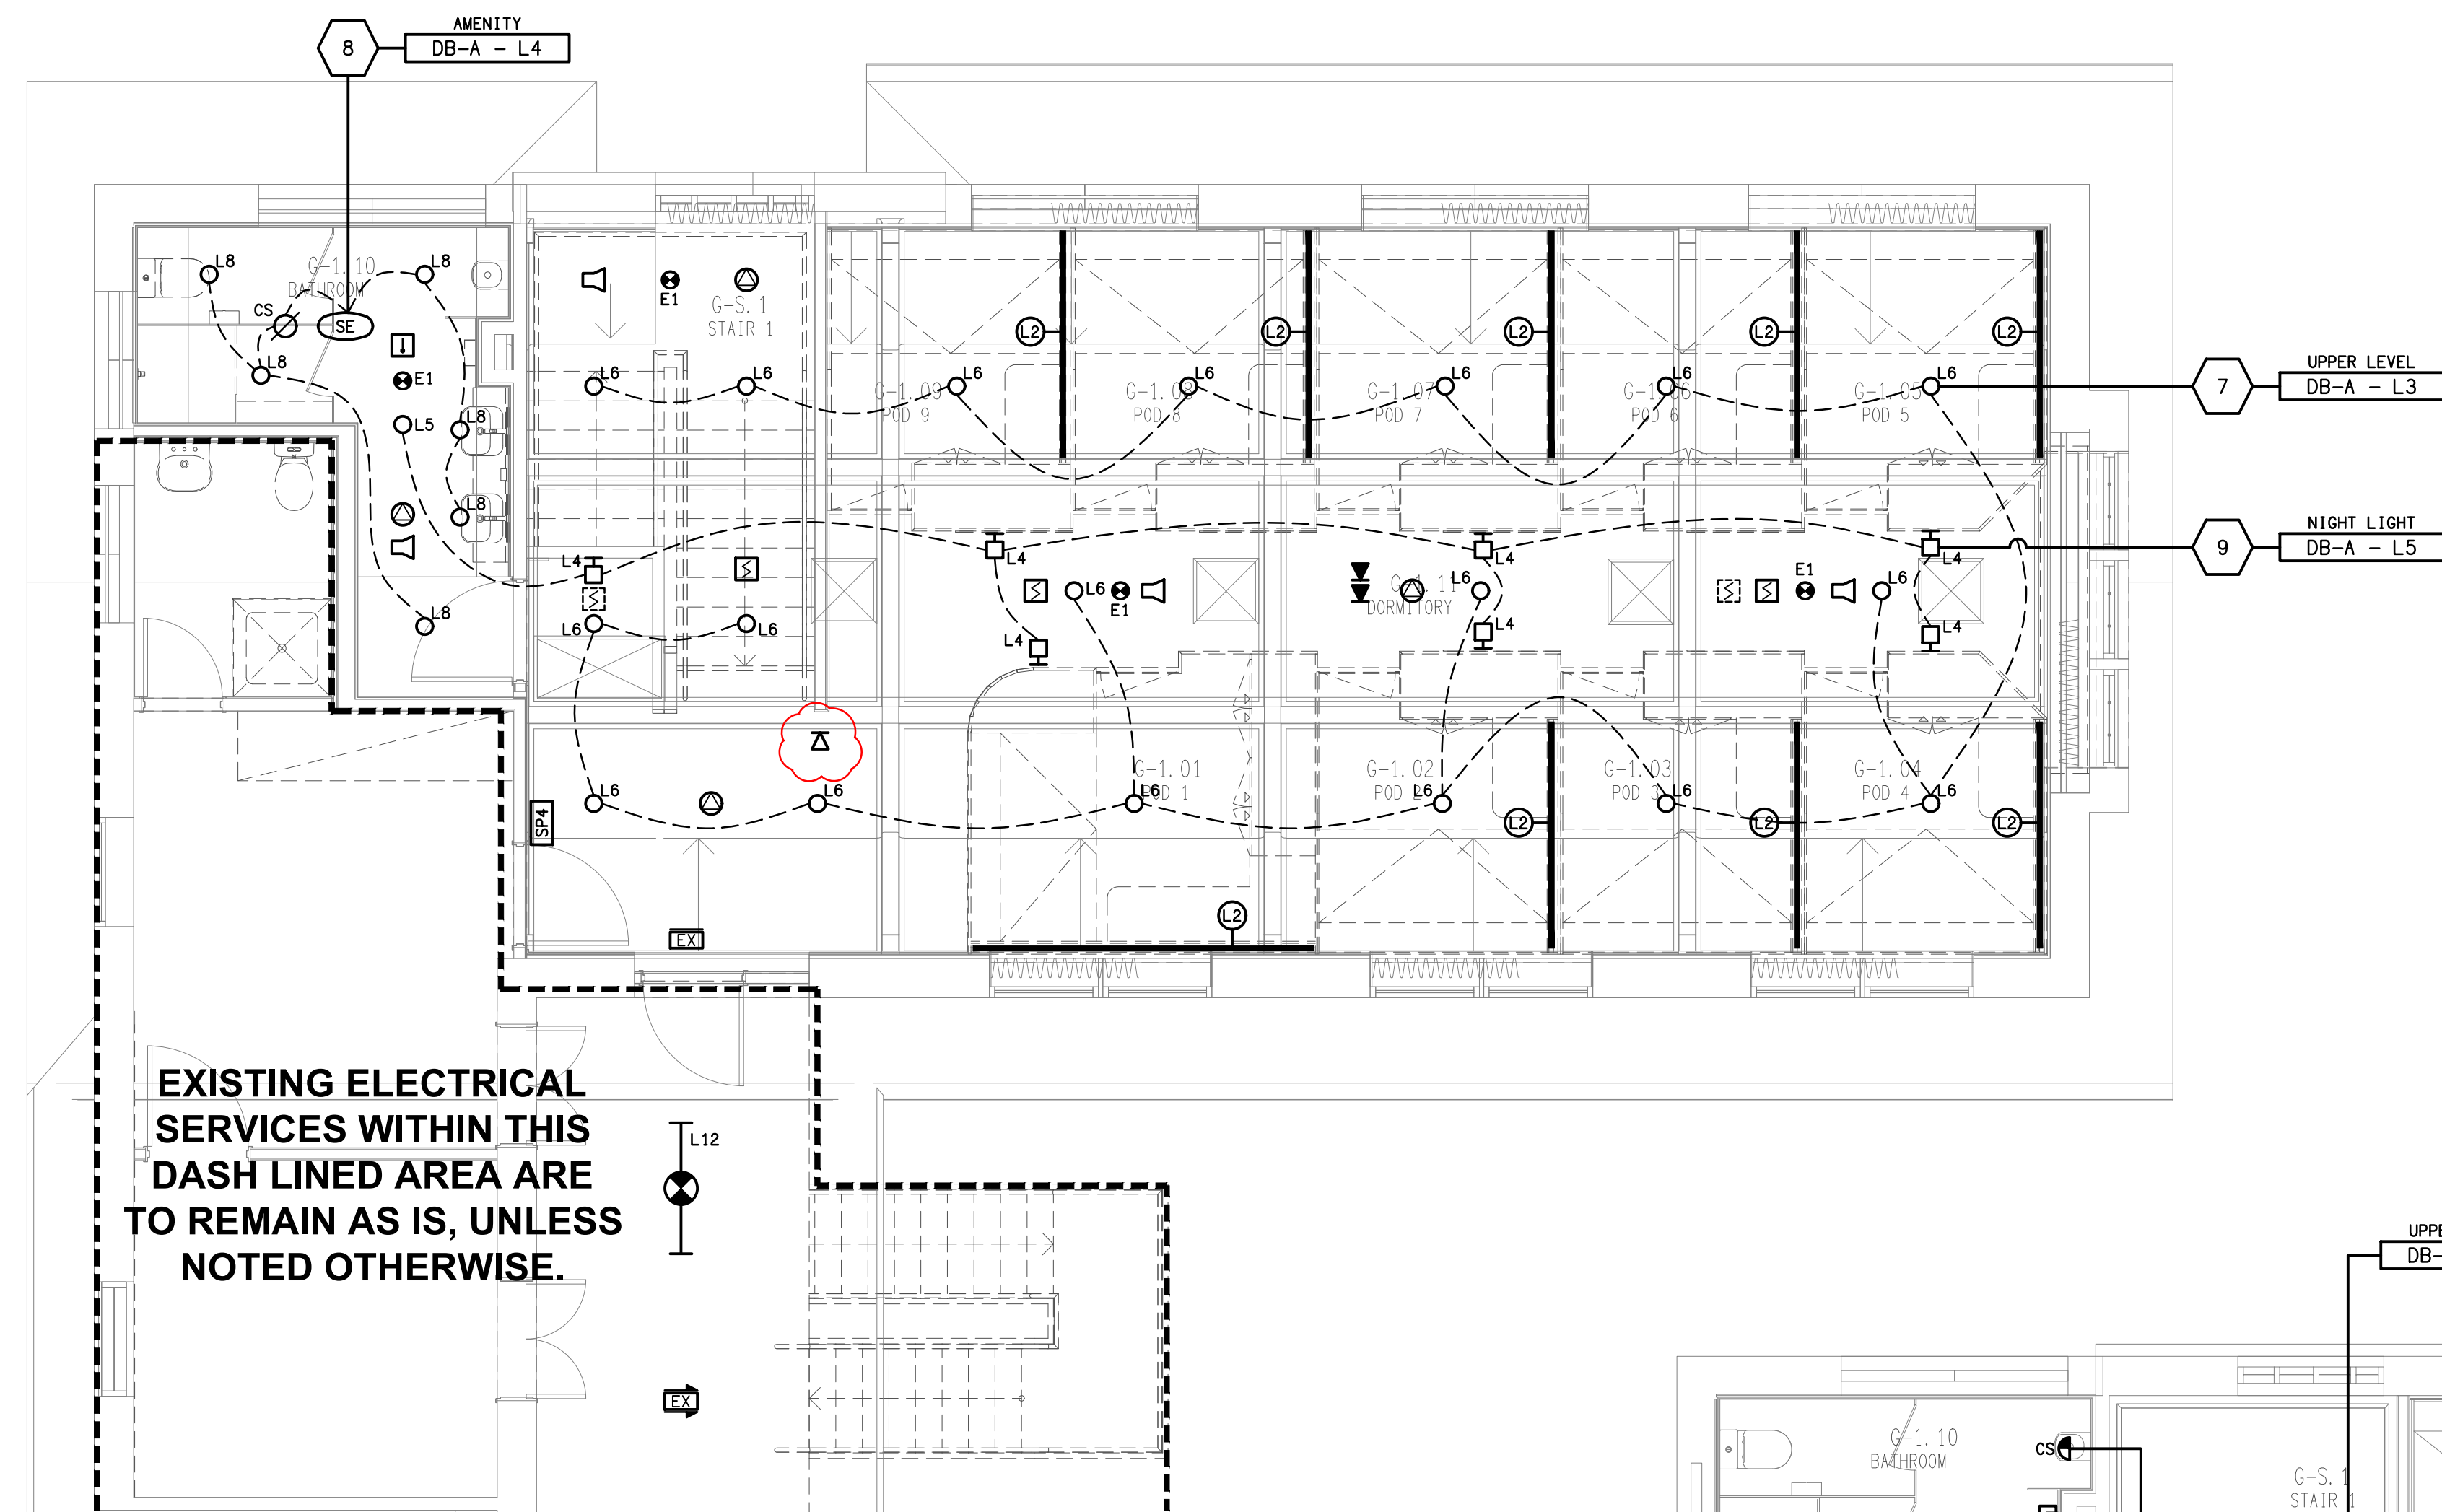 AMENITY
8
DB-A - L4
L8
G-1.10
BATHROOM
L8
CS
SE
L8
E1
L5
L8
L8
L8
E1
G-S.1
STAIR 1
L6
L6
L4
L6
L6
L2
L2
L2
L2
L2
L6
G-1.09
POD 9
L6
G-1.08
POD 8
L6
G-1.07
POD 7
L6
G-1.06
POD 6
L6
G-1.05
POD 5
UPPER LEVEL
7
DB-A - L3
NIGHT LIGHT
9
DB-A - L5
L4
L4
L4
L6
E1
L6
G-1.11
DORMITORY
E1
L6
L4
L4
L4
L6
L6
SP4
G-1.01
POD 1
L6
G-1.02
POD 2
L6
G-1.03
POD 3
L6
G-1.04
POD 4
L6
L2
L2
L2
L2
EX
EXISTING ELECTRICAL
SERVICES WITHIN THIS
DASH LINED AREA ARE
TO REMAIN AS IS, UNLESS
NOTED OTHERWISE.
L12
EX
G-1.10
BATHROOM
CS
G-S.1
STAIR 1